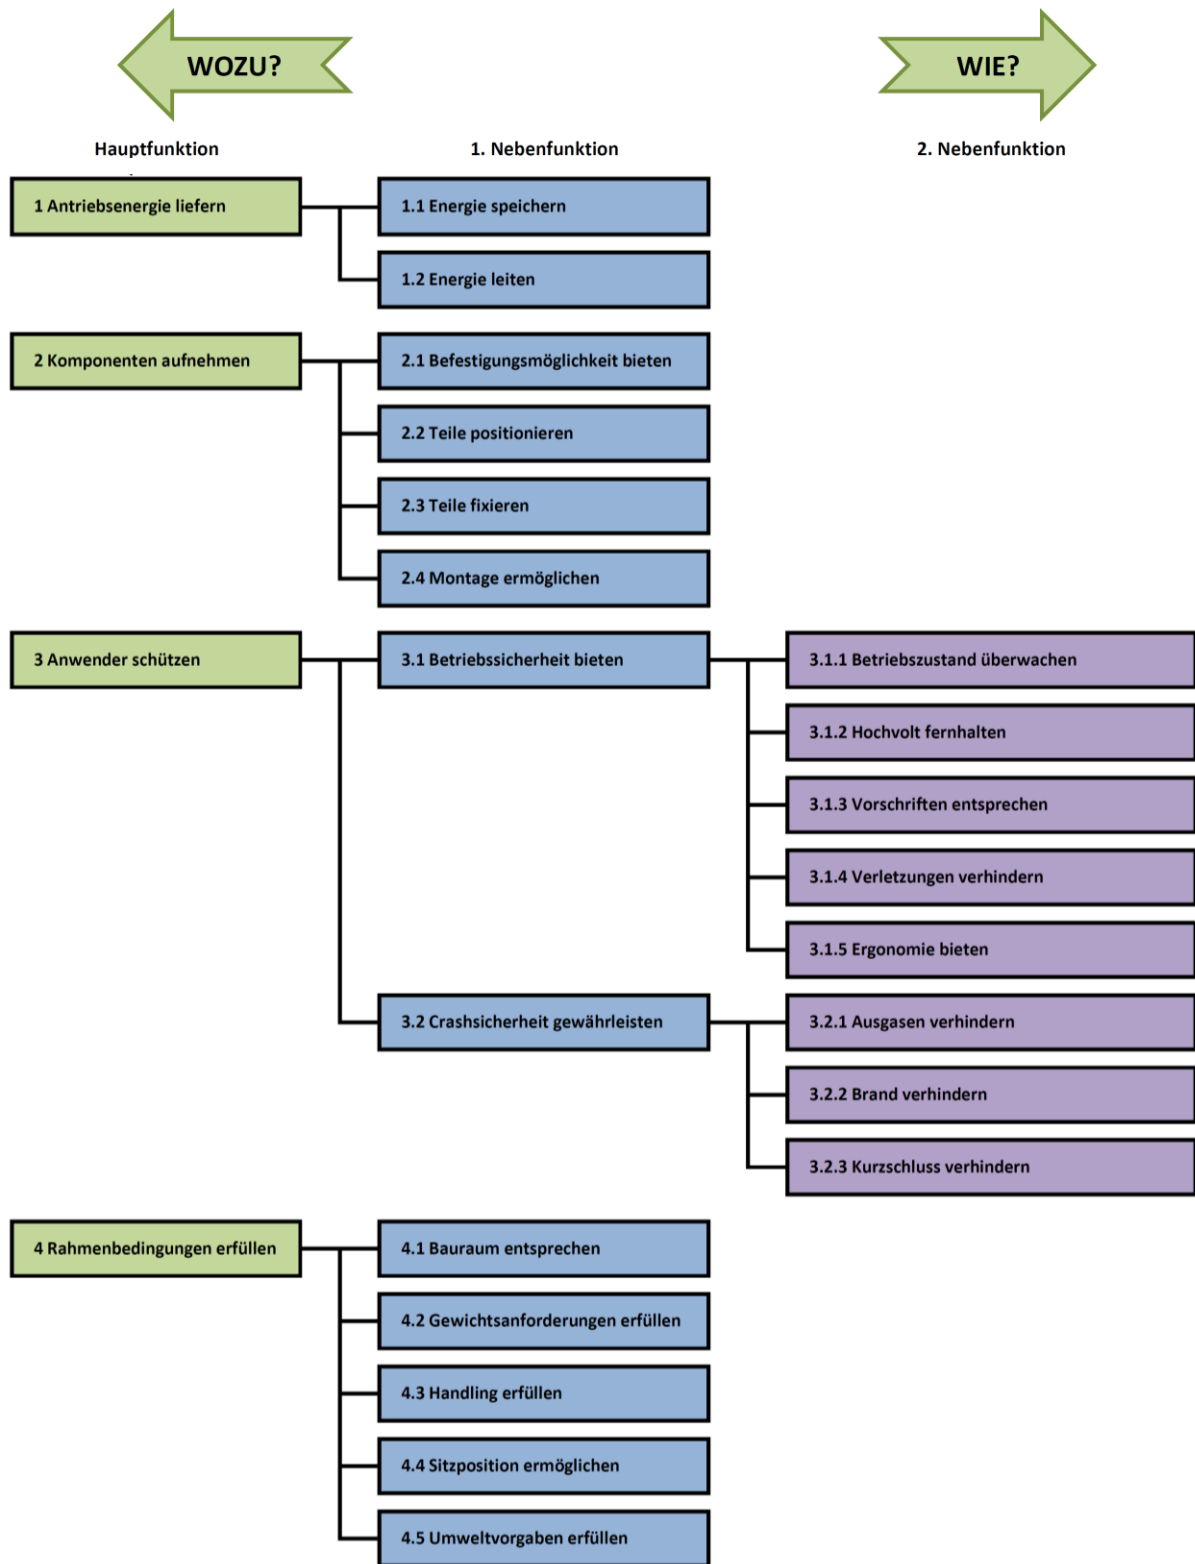 WOZU?
WIE?
Hauptfunktion
1. Nebenfunktion
2. Nebenfunktion
1 Antriebsenergie liefern
1.1 Energie speichern
1.2 Energie leiten
2 Komponenten aufnehmen
2.1 Befestigungsmöglichkeit bieten
2.2 Teile positionieren
2.3 Teile fixieren
2.4 Montage ermöglichen
3 Anwender schützen
3.1 Betriebssicherheit bieten
3.1.1 Betriebszustand überwachen
3.1.2 Hochvolt fernhalten
3.1.3 Vorschriften entsprechen
3.1.4 Verletzungen verhindern
3.1.5 Ergonomie bieten
3.2 Crashsicherheit gewährleisten
3.2.1 Ausgasen verhindern
3.2.2 Brand verhindern
3.2.3 Kurzschluss verhindern
4 Rahmenbedingungen erfüllen
4.1 Bauraum entsprechen
4.2 Gewichtsanforderungen erfüllen
4.3 Handling erfüllen
4.4 Sitzposition ermöglichen
4.5 Umweltvorgaben erfüllen